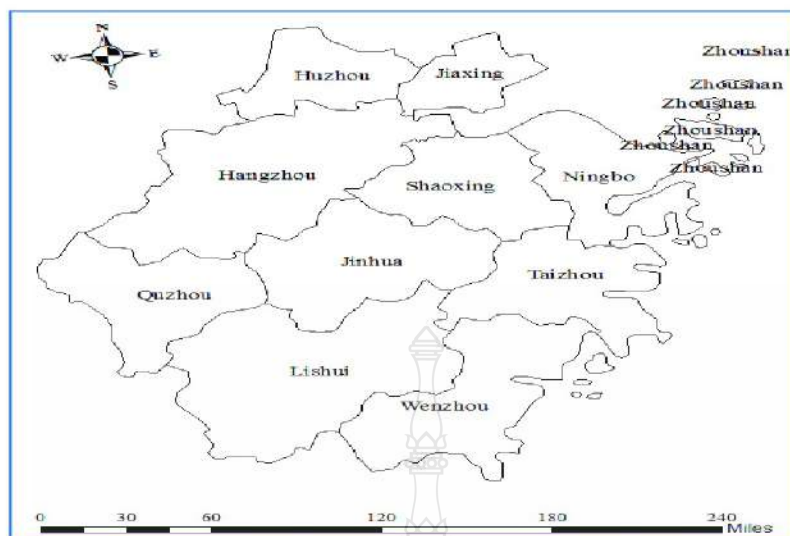 N
W E
S
Zhoushan
Huzhou Jiaxing
Zhoushan
Zhoushan
Zhoushan
Zhoushan
Zhoushan
Hangzhou Shaoxing Ningbo
Jinhua
Taizhou
Quzhou
Lishui
Wenzhou
0 30 60 120 180 240
Miles